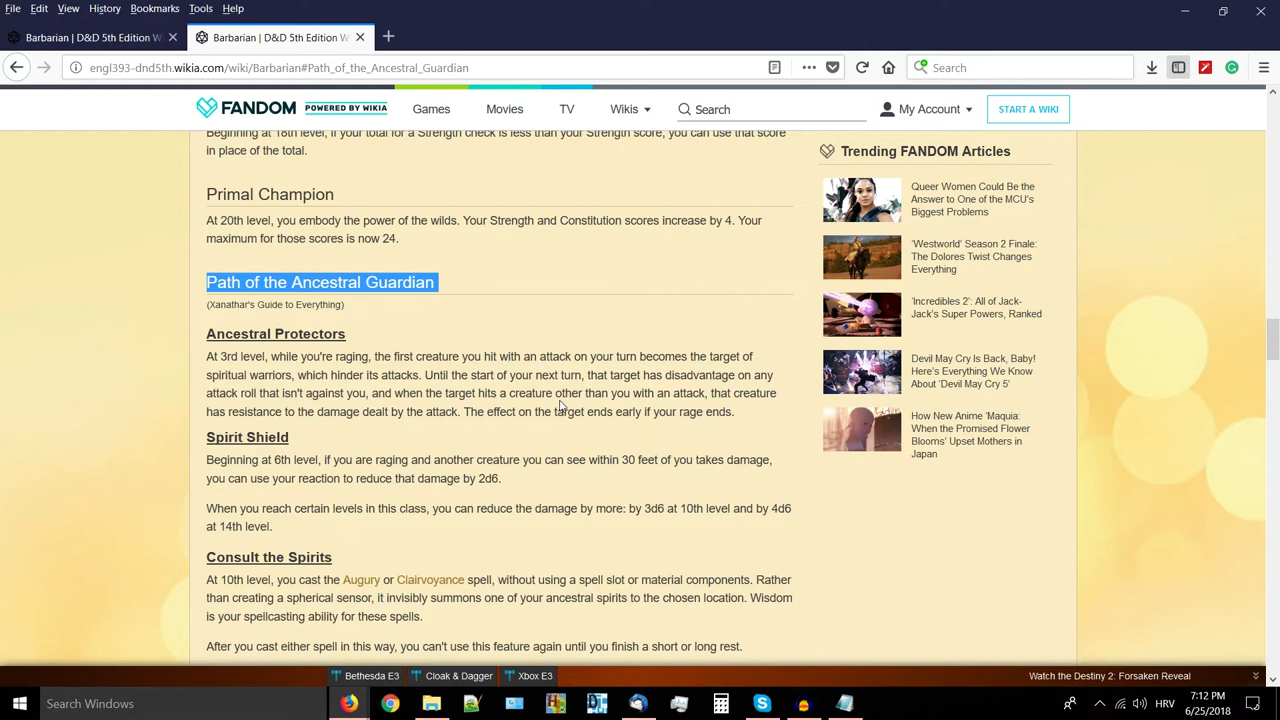 File Edit View History Bookmarks Tools Help
Barbarian | D&D 5th Edition W
Barbarian | D&D 5th Edition W
engl393-dnd5th.wikia.com/wiki/Barbarian#Path_of_the_Ancestral_Guardian
Search
FANDOM POWERED BY WIKIA Games Movies TV Wikis Search My Account START A WIKI
Beginning at 18th level, if your total for a Strength check is less than your Strength score, you can use that score
in place of the total.
Primal Champion
At 20th level, you embody the power of the wilds. Your Strength and Constitution scores increase by 4. Your
maximum for those scores is now 24.
Path of the Ancestral Guardian
(Xanathar's Guide to Everything)
Ancestral Protectors
At 3rd level, while you're raging, the first creature you hit with an attack on your turn becomes the target of
spiritual warriors, which hinder its attacks. Until the start of your next turn, that target has disadvantage on any
attack roll that isn't against you, and when the target hits a creature other than you with an attack, that creature
has resistance to the damage dealt by the attack. The effect on the target ends early if your rage ends.
Spirit Shield
Beginning at 6th level, if you are raging and another creature you can see within 30 feet of you takes damage,
you can use your reaction to reduce that damage by 2d6.
When you reach certain levels in this class, you can reduce the damage by more: by 3d6 at 10th level and by 4d6
at 14th level.
Consult the Spirits
At 10th level, you cast the Augury or Clairvoyance spell, without using a spell slot or material components. Rather
than creating a spherical sensor, it invisibly summons one of your ancestral spirits to the chosen location. Wisdom
is your spellcasting ability for these spells.
After you cast either spell in this way, you can't use this feature again until you finish a short or long rest.
Trending FANDOM Articles
Queer Women Could Be the
Answer to One of the MCU's
Biggest Problems
'Westworld' Season 2 Finale:
The Dolores Twist Changes
Everything
'Incredibles 2': All of Jack-
Jack's Super Powers, Ranked
Devil May Cry Is Back, Baby!
Here's Everything We Know
About 'Devil May Cry 5'
How New Anime 'Maquia:
When the Promised Flower
Blooms' Upset Mothers in
Japan
Bethesda E3 Cloak & Dagger Xbox E3 Watch the Destiny 2: Forsaken Reveal
Search Windows
HRV
7:12 PM
6/25/2018